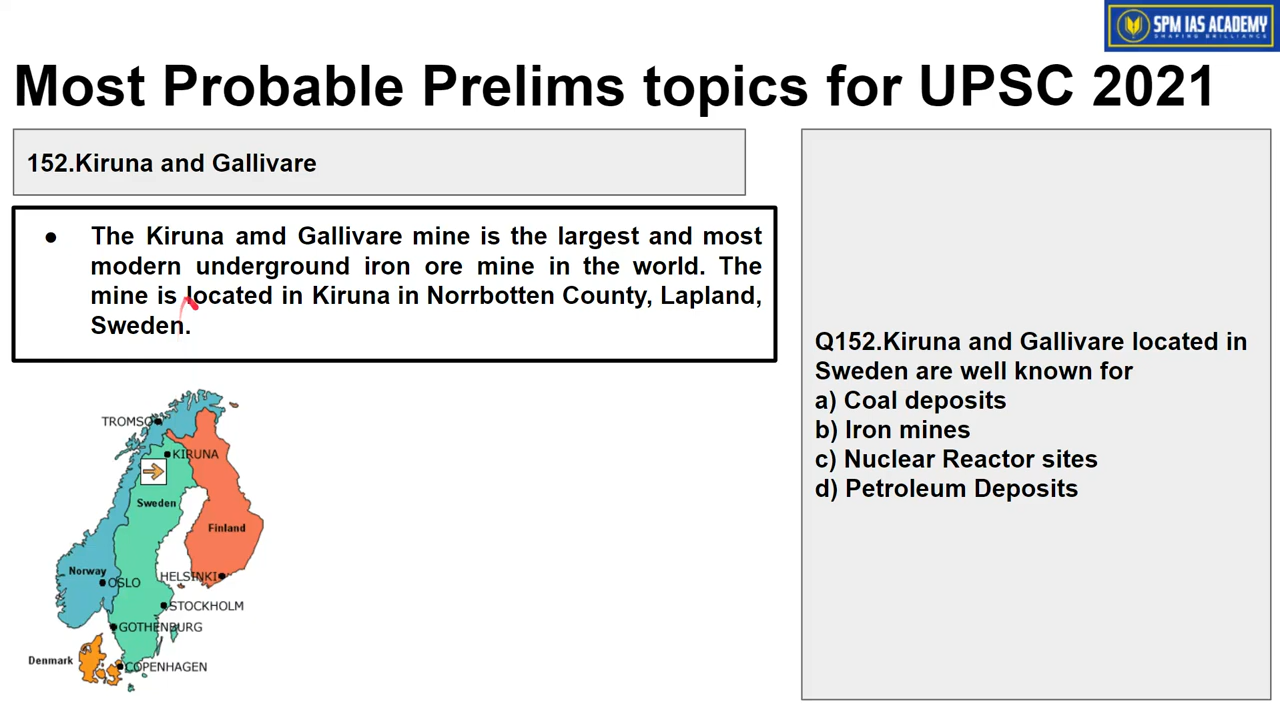 SPM IAS ACADEMY
SHAPING BRILLIANCE
Most Probable Prelims topics for UPSC 2021
152.Kiruna and Gallivare
● The Kiruna amd Gallivare mine is the largest and most
modern underground iron ore mine in the world. The
mine is located in Kiruna in Norrbotten County, Lapland,
Sweden.
Q152.Kiruna and Gallivare located in
Sweden are well known for
a) Coal deposits
b) Iron mines
c) Nuclear Reactor sites
d) Petroleum Deposits
TROMSO
KIRUNA
Sweden
Finland
Norway
HELSINKI
OSLO
STOCKHOLM
GOTHENBURG
Denmark
COPENHAGEN